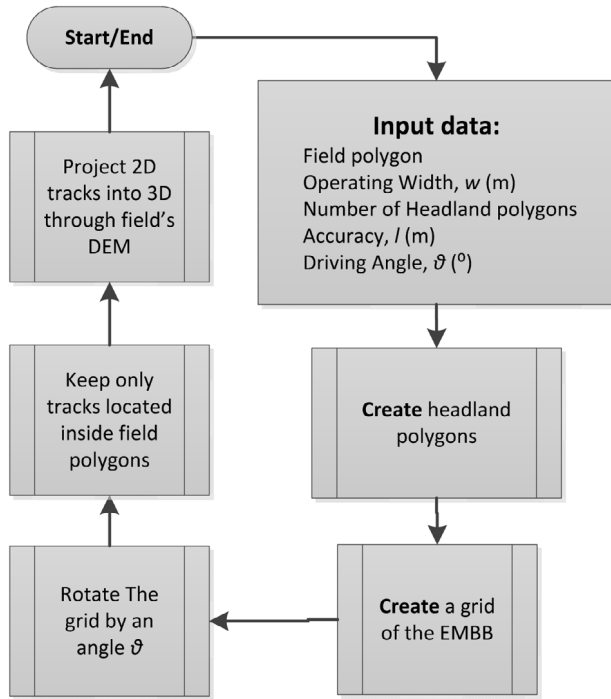 Start/End
Input data:
Field polygon
Operating Width, w (m)
Number of Headland polygons
Accuracy, l (m)
Driving Angle, ϑ (⁰)
Create headland
polygons
Create a grid
of the EMBB
Rotate The
grid by an
angle ϑ
Keep only
tracks located
inside field
polygons
Project 2D
tracks into 3D
through field’s
DEM